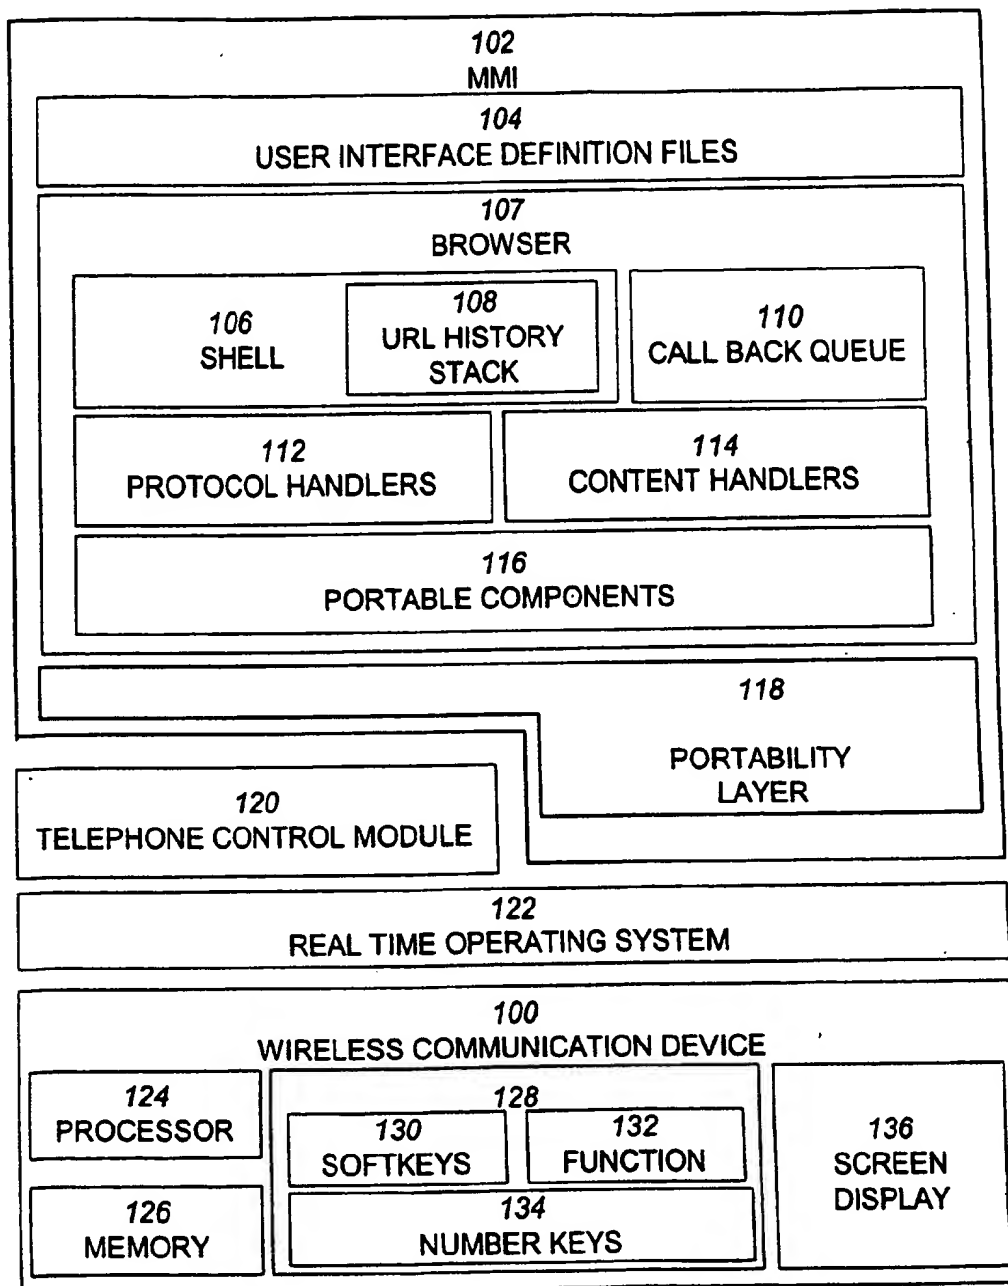 102
MMI
104
USER INTERFACE DEFINITION FILES
107
BROWSER
106
SHELL
108
URL HISTORY
STACK
110
CALL BACK QUEUE
112
PROTOCOL HANDLERS
114
CONTENT HANDLERS
116
PORTABLE COMPONENTS
118
PORTABILITY
LAYER
120
TELEPHONE CONTROL MODULE
122
REAL TIME OPERATING SYSTEM
100
WIRELESS COMMUNICATION DEVICE
124
PROCESSOR
126
MEMORY
128
130
SOFTKEYS
132
FUNCTION
134
NUMBER KEYS
136
SCREEN
DISPLAY